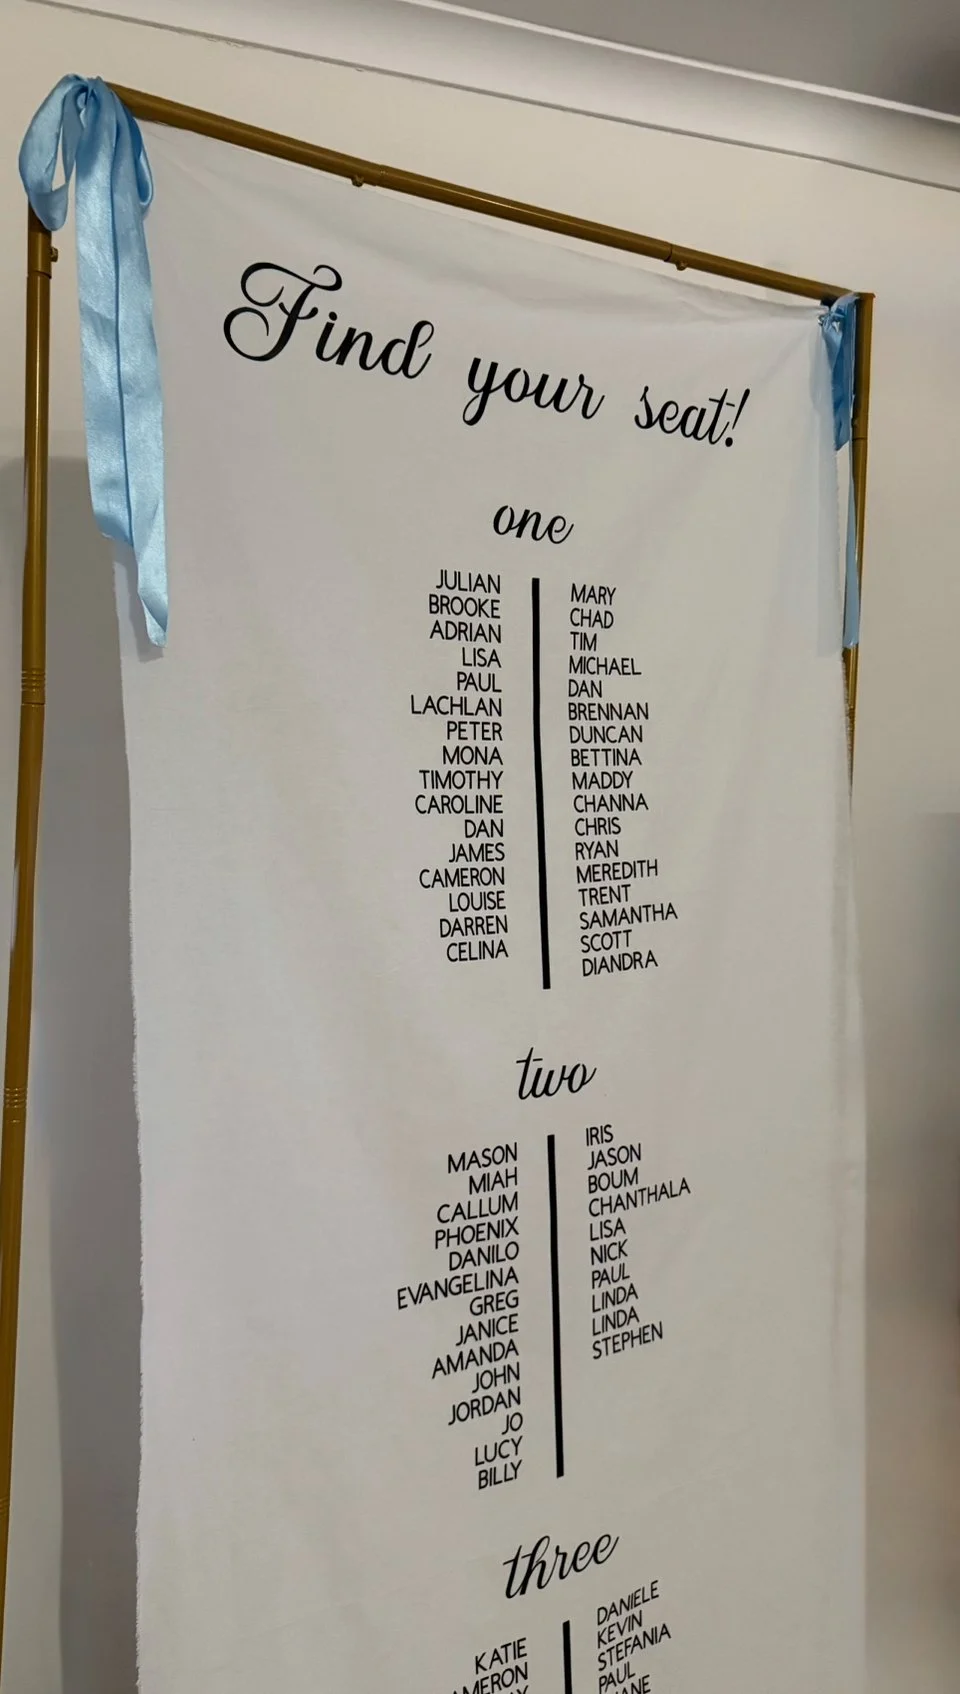 Find your seat!
one
JULIAN
BROOKE
ADRIAN
LISA
PAUL
LACHLAN
PETER
MONA
TIMOTHY
CAROLINE
DAN
JAMES
CAMERON
LOUISE
DARREN
CELINA
MARY
CHAD
TIM
MICHAEL
DAN
BRENNAN
DUNCAN
BETTINA
MADDY
CHANNA
CHRIS
RYAN
MEREDITH
TRENT
SAMANTHA
SCOTT
DIANDRA
two
MASON
MIAH
CALLUM
PHOENIX
DANILO
EVANGELINA
GREG
JANICE
AMANDA
JOHN
JORDAN
JO
LUCY
BILLY
IRIS
JASON
BOUM
CHANTHALA
LISA
NICK
PAUL
LINDA
LINDA
STEPHEN
three
KATIE
DANIELE
KEVIN
STEFANIA
PAUL